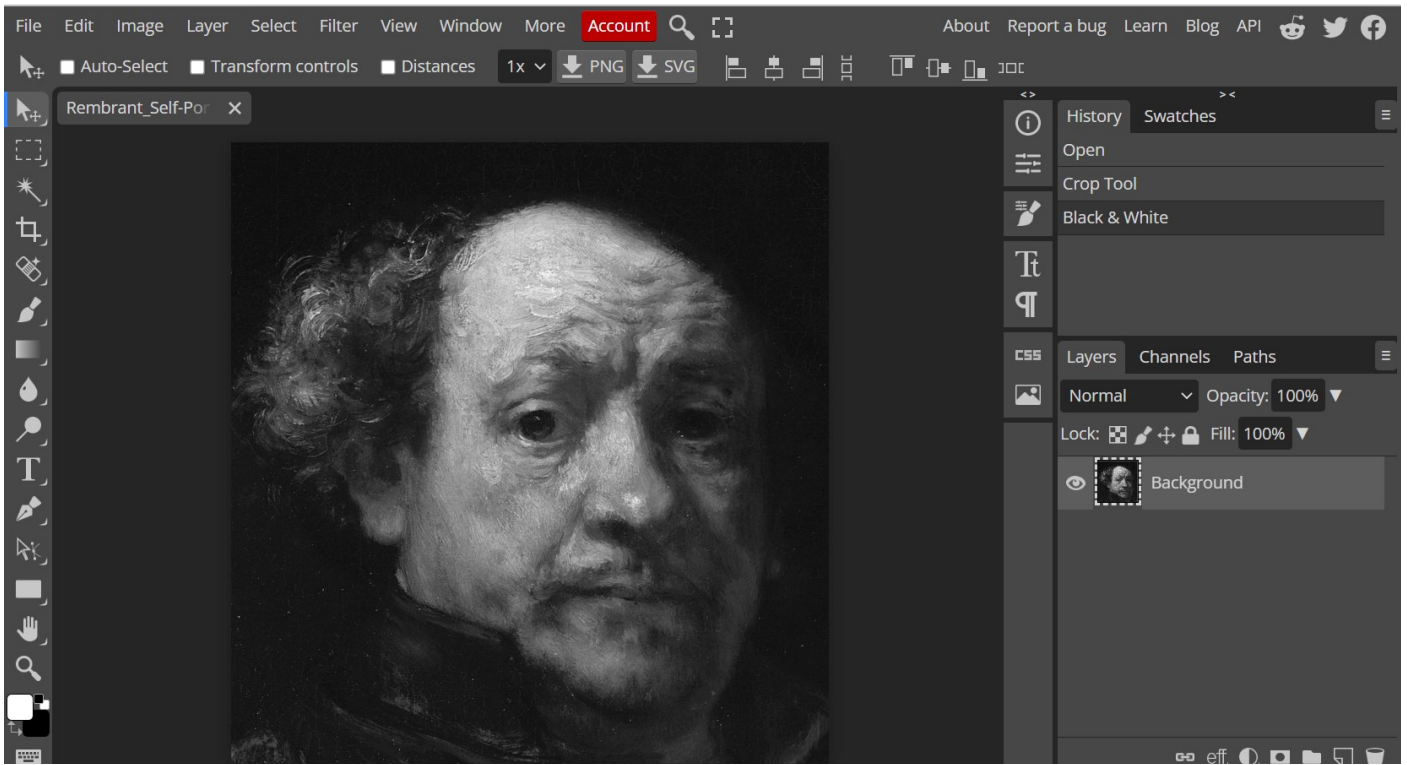 File Edit Image Layer Select Filter View Window More Account About Report a bug Learn Blog API
Auto-Select Transform controls Distances 1x PNG SVG
Rembrant_Self-Por
History Swatches
Open
Crop Tool
Black & White
Tt
CSS
Layers Channels Paths
Normal Opacity: 100%
Lock: Fill: 100%
Background
T
eff